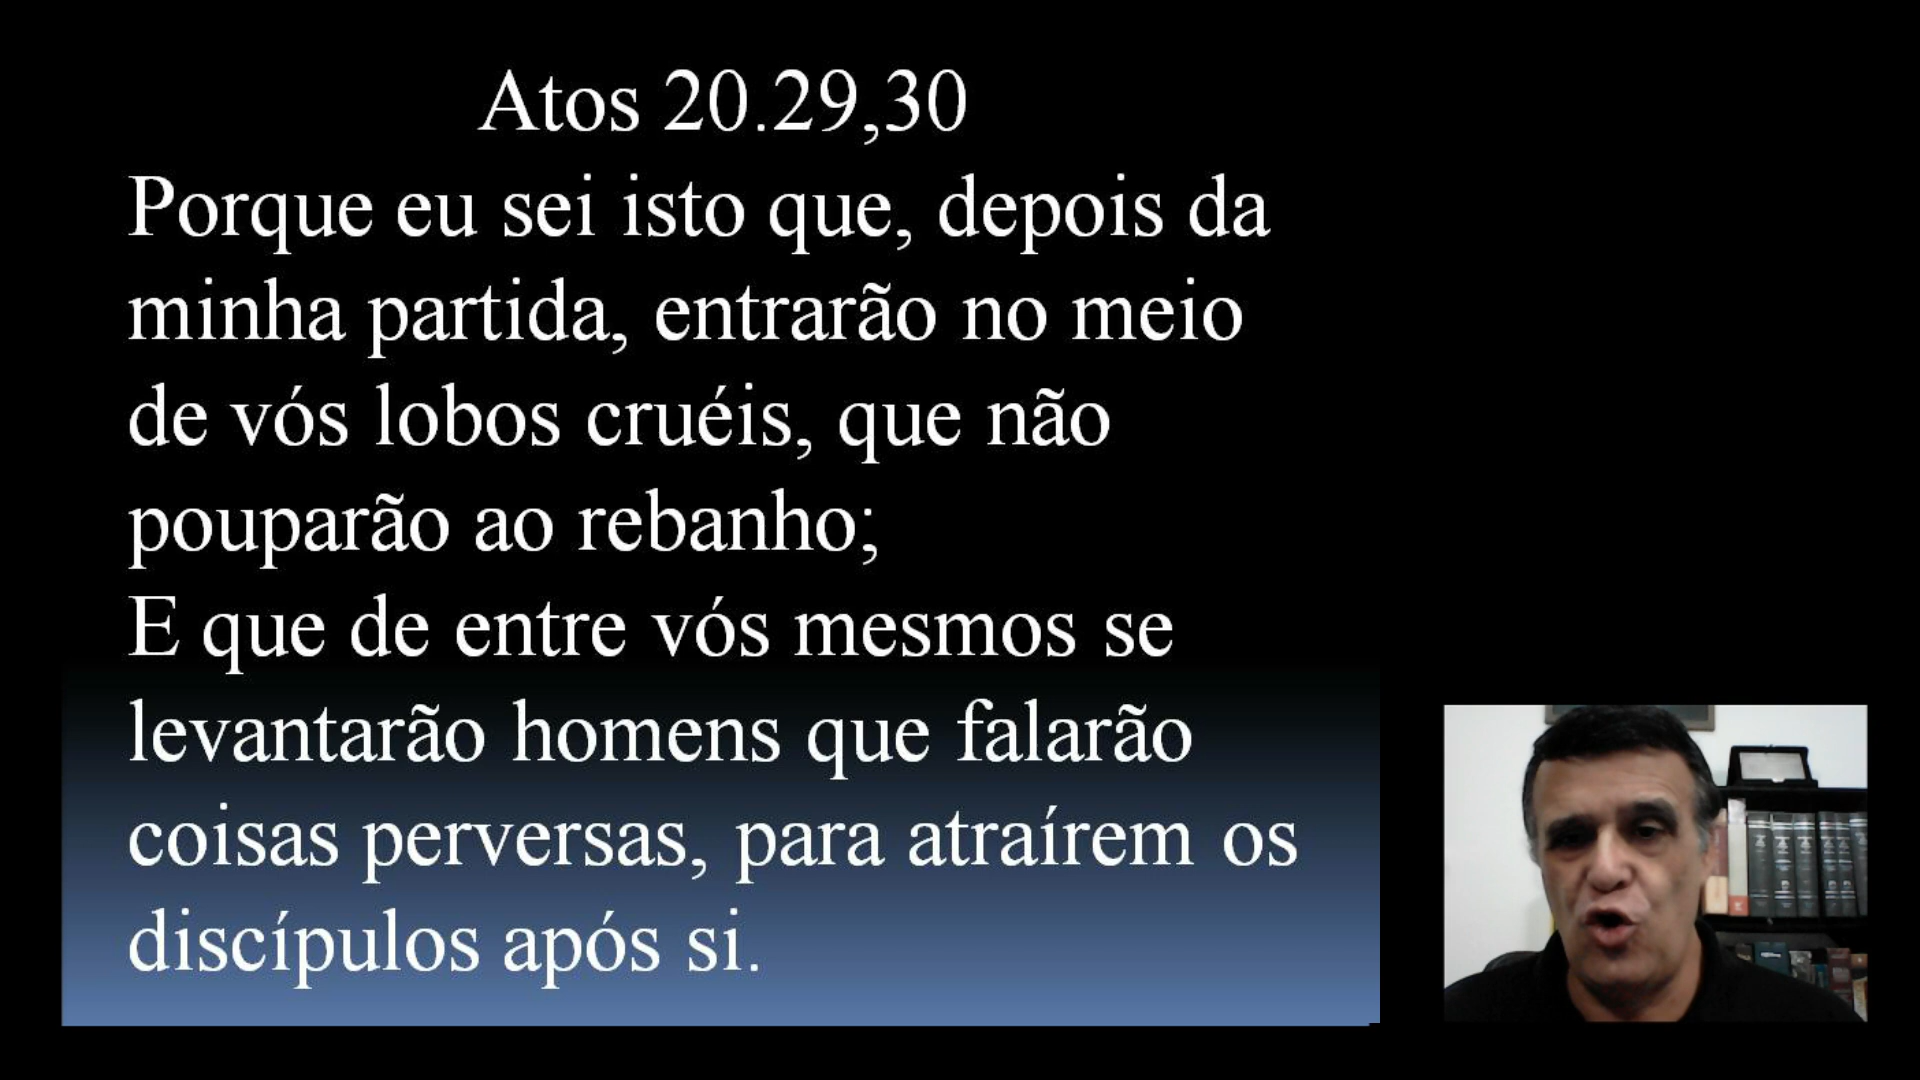 Atos 20.29,30
Porque eu sei isto que, depois da
minha partida, entrarão no meio
de vós lobos cruéis, que não
pouparão ao rebanho;
E que de entre vós mesmos se
levantarão homens que falarão
coisas perversas, para atraírem os
discípulos após si.